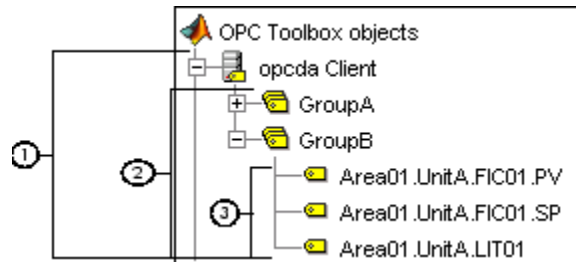 OPC Toolbox objects
opcda Client
GroupA
GroupB
1
2
Area01.UnitA.FIC01.PV
3
Area01.UnitA.FIC01.SP
Area01.UnitA.LIT01